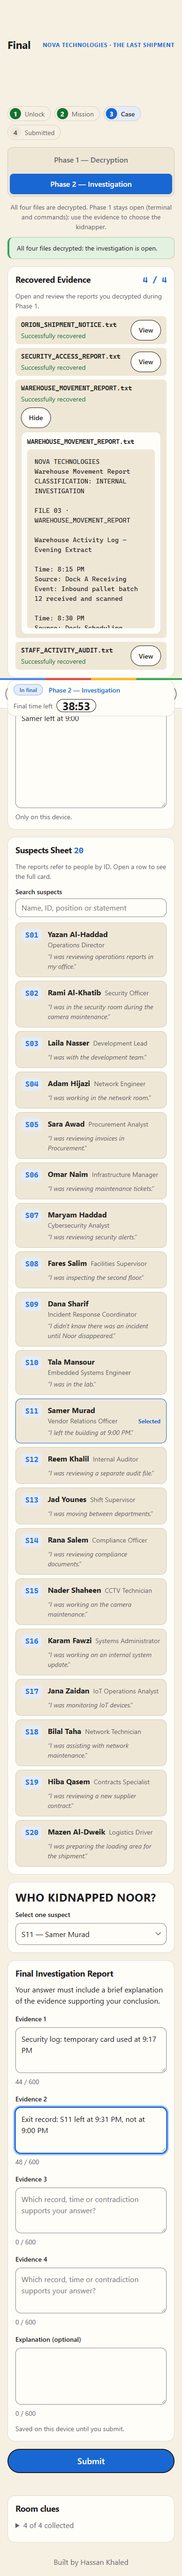 Final
NOVA TECHNOLOGIES · THE LAST SHIPMENT
1 Unlock
2 Mission
3 Case
4 Submitted
Phase 1 — Decryption
Phase 2 — Investigation
All four files are decrypted. Phase 1 stays open (terminal
and commands): use the evidence to choose the
kidnapper.
All four files decrypted: the investigation is open.
Recovered Evidence 4 / 4
Open and review the reports you decrypted during
Phase 1.
ORION_SHIPMENT_NOTICE.txt
Successfully recovered
View
SECURITY_ACCESS_REPORT.txt
Successfully recovered
View
WAREHOUSE_MOVEMENT_REPORT.txt
Successfully recovered
Hide
WAREHOUSE_MOVEMENT_REPORT.txt
NOVA TECHNOLOGIES
Warehouse Movement Report
CLASSIFICATION: INTERNAL
INVESTIGATION
FILE 03 -
WAREHOUSE_MOVEMENT_REPORT
Warehouse Activity Log —
Evening Extract
Time: 8:15 PM
Source: Dock A Receiving
Event: Inbound pallet batch
12 received and scanned
Time: 8:30 PM
Source: Dock Scheduling
STAFF_ACTIVITY_AUDIT.txt
Successfully recovered
View
In final
Phase 2 — Investigation
Final time left 38:53
Samer left at 9:00
Only on this device.
Suspects Sheet 20
The reports refer to people by ID. Open a row to see
the full card.
Search suspects
Name, ID, position or statement
S01 Yazan Al-Haddad
Operations Director
"I was reviewing operations reports in
my office."
S02 Rami Al-Khatib Security Officer
"I was in the security room during the
camera maintenance."
S03 Laila Nasser Development Lead
"I was with the development team."
S04 Adam Hijazi Network Engineer
"I was working in the network room."
S05 Sara Awad Procurement Analyst
"I was reviewing invoices in
Procurement."
S06 Omar Naim Infrastructure Manager
"I was reviewing maintenance tickets."
S07 Maryam Haddad
Cybersecurity Analyst
"I was reviewing security alerts."
S08 Fares Salim Facilities Supervisor
"I was inspecting the second floor."
S09 Dana Sharif
Incident Response Coordinator
"I didn't know there was an incident
until Noor disappeared."
S10 Tala Mansour
Embedded Systems Engineer
"I was in the lab."
S11 Samer Murad
Vendor Relations Officer Selected
"I left the building at 9:00 PM."
S12 Reem Khalil Internal Auditor
"I was reviewing a separate audit file."
S13 Jad Younes Shift Supervisor
"I was moving between departments."
S14 Rana Salem Compliance Officer
"I was reviewing compliance
documents."
S15 Nader Shaheen CCTV Technician
"I was working on the camera
maintenance."
S16 Karam Fawzi Systems Administrator
"I was working on an internal system
update."
S17 Jana Zaidan IoT Operations Analyst
"I was monitoring IoT devices."
S18 Bilal Taha Network Technician
"I was assisting with network
maintenance."
S19 Hiba Qasem Contracts Specialist
"I was reviewing a new supplier
contract."
S20 Mazen Al-Dweik Logistics Driver
"I was preparing the loading area for
the shipment."
WHO KIDNAPPED NOOR?
Select one suspect
S11 — Samer Murad
Final Investigation Report
Your answer must include a brief explanation
of the evidence supporting your conclusion.
Evidence 1
Security log: temporary card used at 9:17
PM
44 / 600
Evidence 2
Exit record: S11 left at 9:31 PM, not at
9:00 PM
48 / 600
Evidence 3
Which record, time or contradiction
supports your answer?
0 / 600
Evidence 4
Which record, time or contradiction
supports your answer?
0 / 600
Explanation (optional)
0 / 600
Saved on this device until you submit.
Submit
Room clues
4 of 4 collected
Built by Hassan Khaled